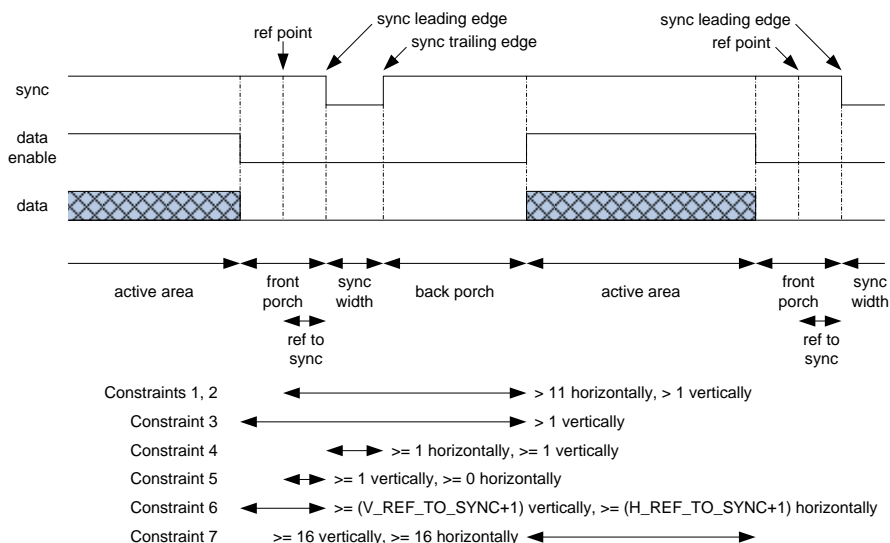 sync leading edge
ref point
sync trailing edge
sync leading edge
ref point
sync
data
enable
data
active area
front
porch
sync
width
back porch
active area
front
porch
sync
width
ref to
sync
ref to
sync
Constraints 1, 2
> 11 horizontally, > 1 vertically
Constraint 3
> 1 vertically
Constraint 4
>= 1 horizontally, >= 1 vertically
Constraint 5
>= 1 vertically, >= 0 horizontally
Constraint 6
>= (V_REF_TO_SYNC+1) vertically, >= (H_REF_TO_SYNC+1) horizontally
Constraint 7
>= 16 vertically, >= 16 horizontally